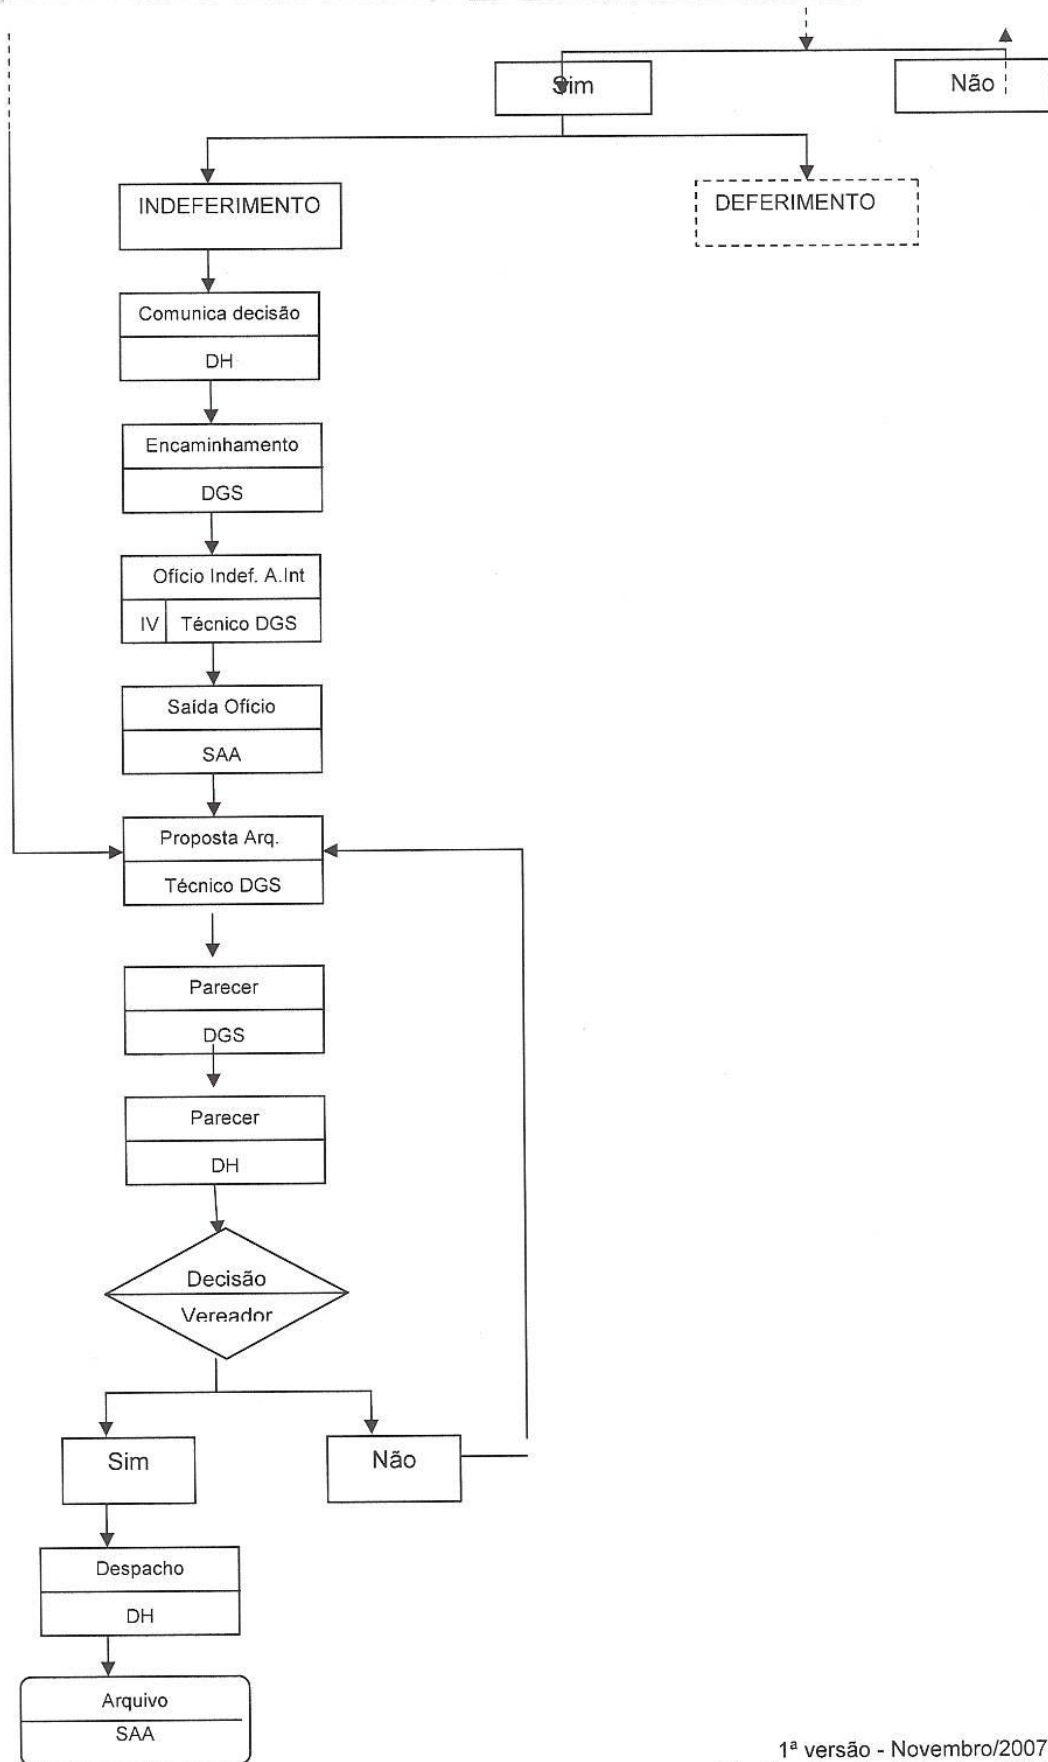 Sim
Não
INDEFERIMENTO
DEFERIMENTO
Comunica decisão
DH
Encaminhamento
DGS
Ofício Indef. A.Int
IV Técnico DGS
Saída Ofício
SAA
Proposta Arq.
Técnico DGS
Parecer
DGS
Parecer
DH
Decisão
Vereador
Sim
Não
Despacho
DH
Arquivo
SAA
1ª versão - Novembro/2007